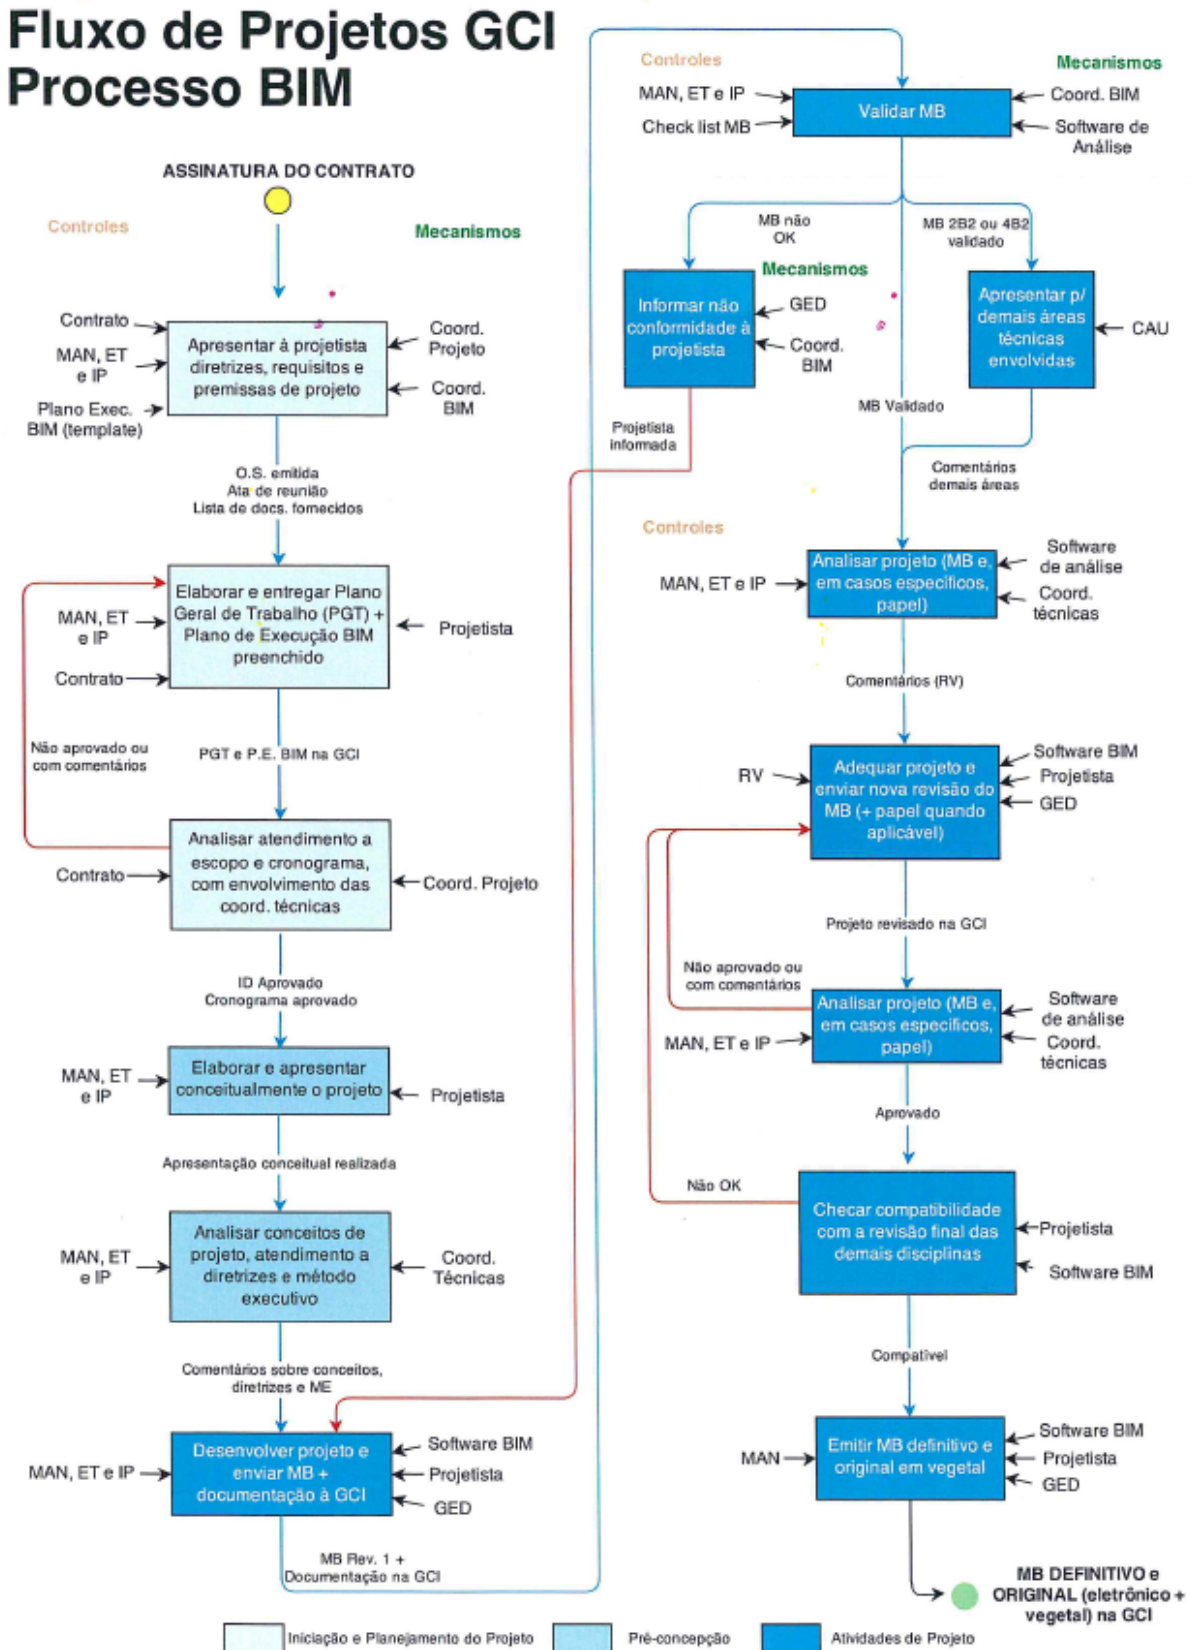 Fluxo de Projetos GCI
Processo BIM
ASSINATURA DO CONTRATO
Controles
Mecanismos
Contrato
MAN, ET
e IP
Plano Exec.
BIM (template)
Apresentar à projetista
diretrizes, requisitos e
premissas de projeto
Coord.
Projeto
Coord.
BIM
O.S. emitida
Ata de reunião
Lista de docs. fornecidos
MAN, ET
e IP
Contrato
Elaborar e entregar Plano
Geral de Trabalho (PGT) +
Plano de Execução BIM
preenchido
Projetista
Não aprovado ou
com comentários
PGT e P.E. BIM na GCI
Contrato
Analisar atendimento a
escopo e cronograma,
com envolvimento das
coord. técnicas
Coord. Projeto
ID Aprovado
Cronograma aprovado
MAN, ET
e IP
Elaborar e apresentar
conceitualmente o projeto
Projetista
Apresentação conceitual realizada
MAN, ET
e IP
Analisar conceitos de
projeto, atendimento a
diretrizes e método
executivo
Coord.
Técnicas
Comentários sobre conceitos,
diretrizes e ME
MAN, ET e IP
Desenvolver projeto e
enviar MB +
documentação à GCI
Software BIM
Projetista
GED
MB Rev. 1 +
Documentação na GCI
Controles
Mecanismos
MAN, ET e IP
Check list MB
Validar MB
Coord. BIM
Software de
Análise
MB não
OK
MB 2B2 ou 4B2
validado
Mecanismos
Informar não
conformidade à
projetista
GED
Coord.
BIM
Apresentar p/
demais áreas
técnicas
envolvidas
CAU
MB Validado
Projetista
informada
Comentários
demais áreas
Controles
MAN, ET e IP
Analisar projeto (MB e,
em casos específicos,
papel)
Software
de análise
Coord.
técnicas
Comentários (RV)
RV
Adequar projeto e
enviar nova revisão do
MB (+ papel quando
aplicável)
Software BIM
Projetista
GED
Projeto revisado na GCI
Não aprovado ou
com comentários
MAN, ET e IP
Analisar projeto (MB e,
em casos específicos,
papel)
Software
de análise
Coord.
técnicas
Aprovado
Não OK
Checar compatibilidade
com a revisão final das
demais disciplinas
Projetista
Software BIM
Compatível
MAN
Emitir MB definitivo e
original em vegetal
Software BIM
Projetista
GED
MB DEFINITIVO e
ORIGINAL (eletrônico +
vegetal) na GCI
Iniciação e Planejamento do Projeto
Pré-concepção
Atividades de Projeto